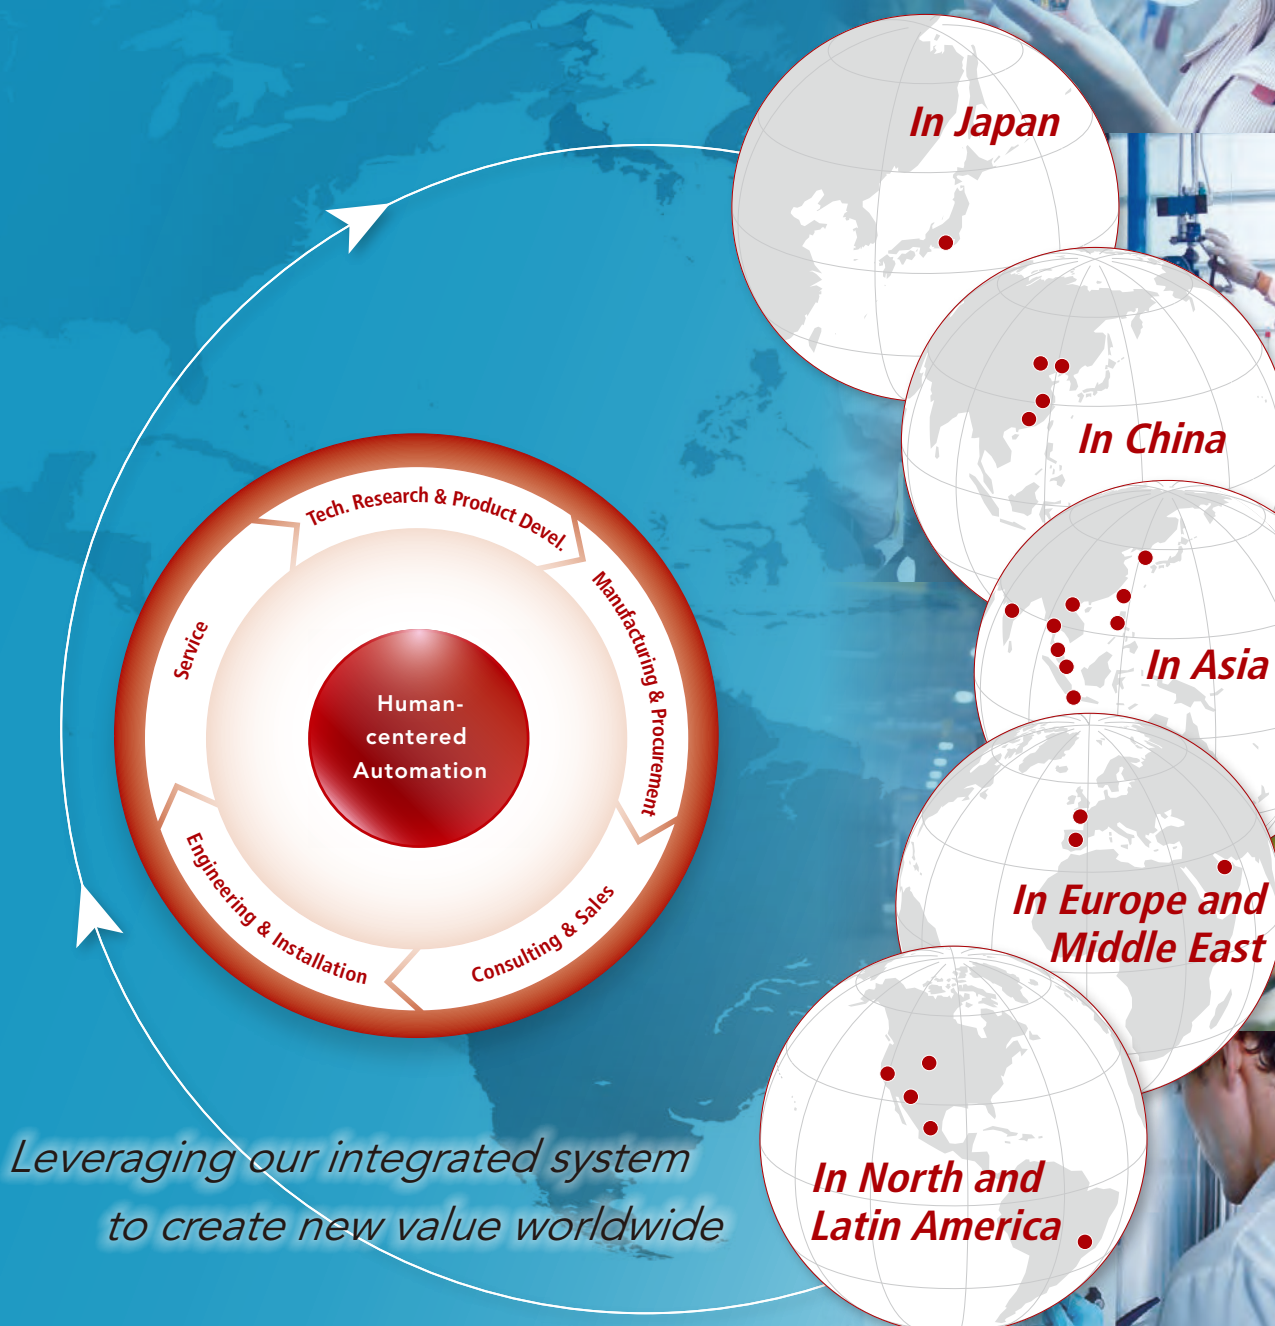 In Japan
In China
In Asia
In Europe and
Middle East
In North and
Latin America
Tech. Research & Product Devel.
Manufacturing & Procurement
Consulting & Sales
Engineering & Installation
Service
Human-
centered
Automation
Leveraging our integrated system
to create new value worldwide